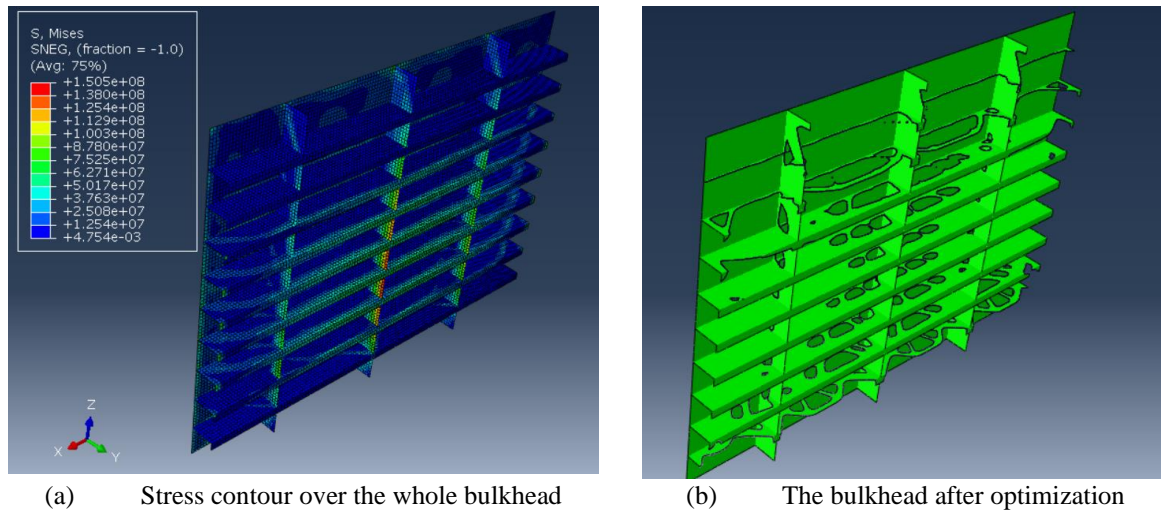 S, Mises
SNEG, (fraction = -1.0)
(Avg: 75%)
+1.505e+08
+1.380e+08
+1.254e+08
+1.129e+08
+1.003e+08
+8.780e+07
+7.525e+07
+6.271e+07
+5.017e+07
+3.763e+07
+2.508e+07
+1.254e+07
+4.754e-03
Z
X
Y
(a) Stress contour over the whole bulkhead
(b) The bulkhead after optimization